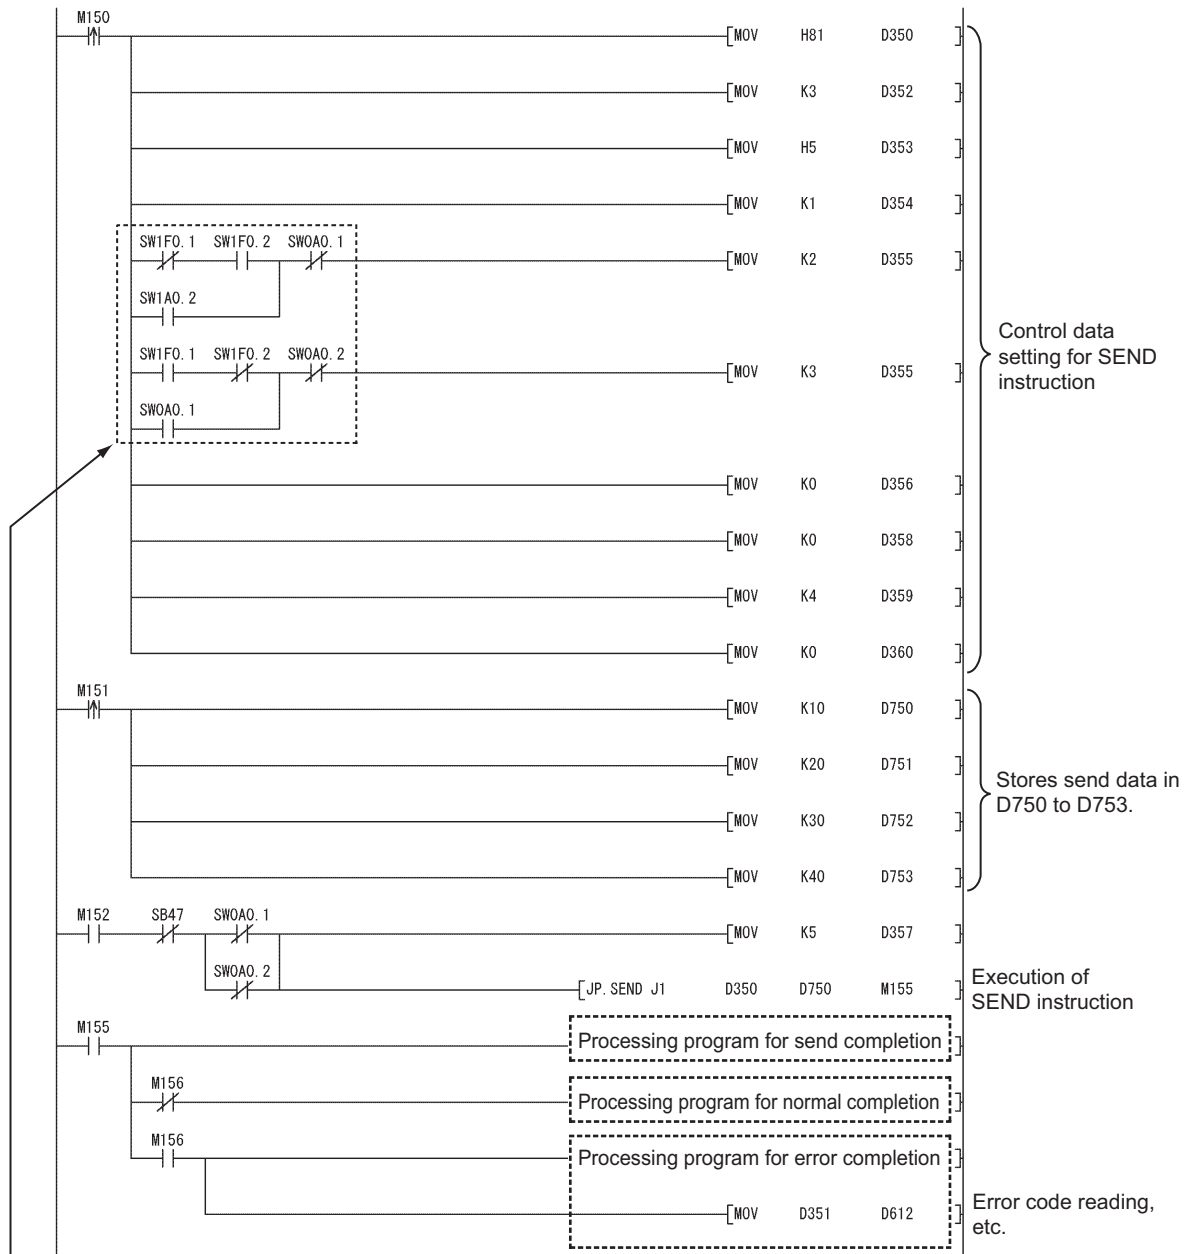 M150
[MOV H81 D350 ]
[MOV K3 D352 ]
[MOV H5 D353 ]
[MOV K1 D354 ]
SW1F0.1 SW1F0.2 SW0A0.1
[MOV K2 D355 ]
SW1A0.2
SW1F0.1 SW1F0.2 SW0A0.2
[MOV K3 D355 ]
SW0A0.1
Control data
setting for SEND
instruction
[MOV K0 D356 ]
[MOV K0 D358 ]
[MOV K4 D359 ]
[MOV K0 D360 ]
M151
[MOV K10 D750 ]
[MOV K20 D751 ]
[MOV K30 D752 ]
[MOV K40 D753 ]
Stores send data in
D750 to D753.
M152 SB47 SW0A0.1
[MOV K5 D357 ]
SW0A0.2
[JP.SEND J1 D350 D750 M155 ]
Execution of
SEND instruction
M155
Processing program for send completion ]
M156
Processing program for normal completion ]
M156
Processing program for error completion ]
[MOV D351 D612 ]
Error code reading,
etc.